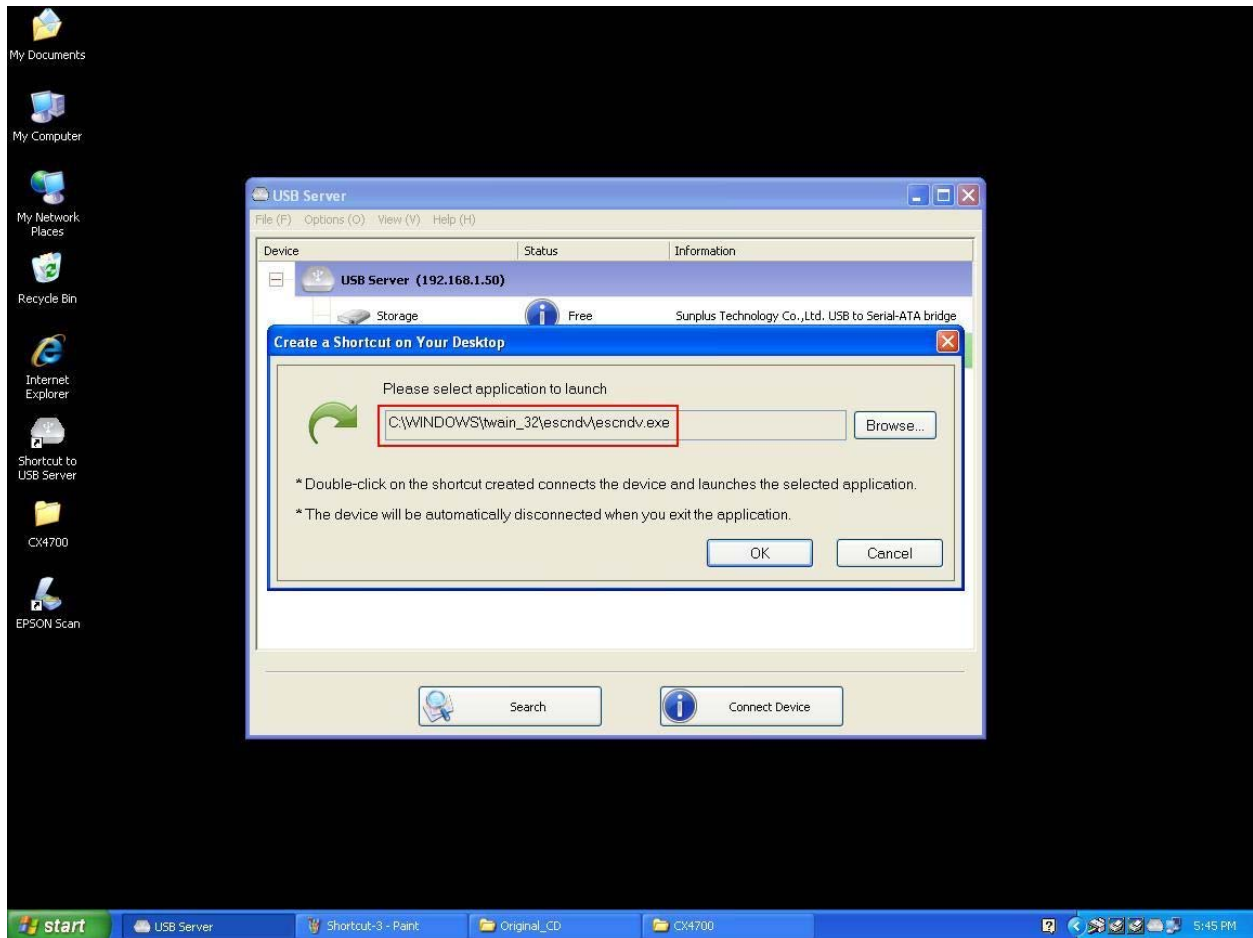 My Documents
My Computer
My Network
Places
Recycle Bin
Internet
Explorer
Shortcut to
USB Server
CX4700
EPSON Scan
USB Server
File (F) Options (O) View (V) Help (H)
Device Status Information
USB Server (192.168.1.50)
Storage Free Sunplus Technology Co.,Ltd. USB to Serial-ATA bridge
Create a Shortcut on Your Desktop
Please select application to launch
C:\WINDOWS\twain_32\escndv\escndv.exe
Browse...
* Double-click on the shortcut created connects the device and launches the selected application.
* The device will be automatically disconnected when you exit the application.
OK Cancel
Search Connect Device
start USB Server Shortcut-3 - Paint Original_CD CX4700 5:45 PM